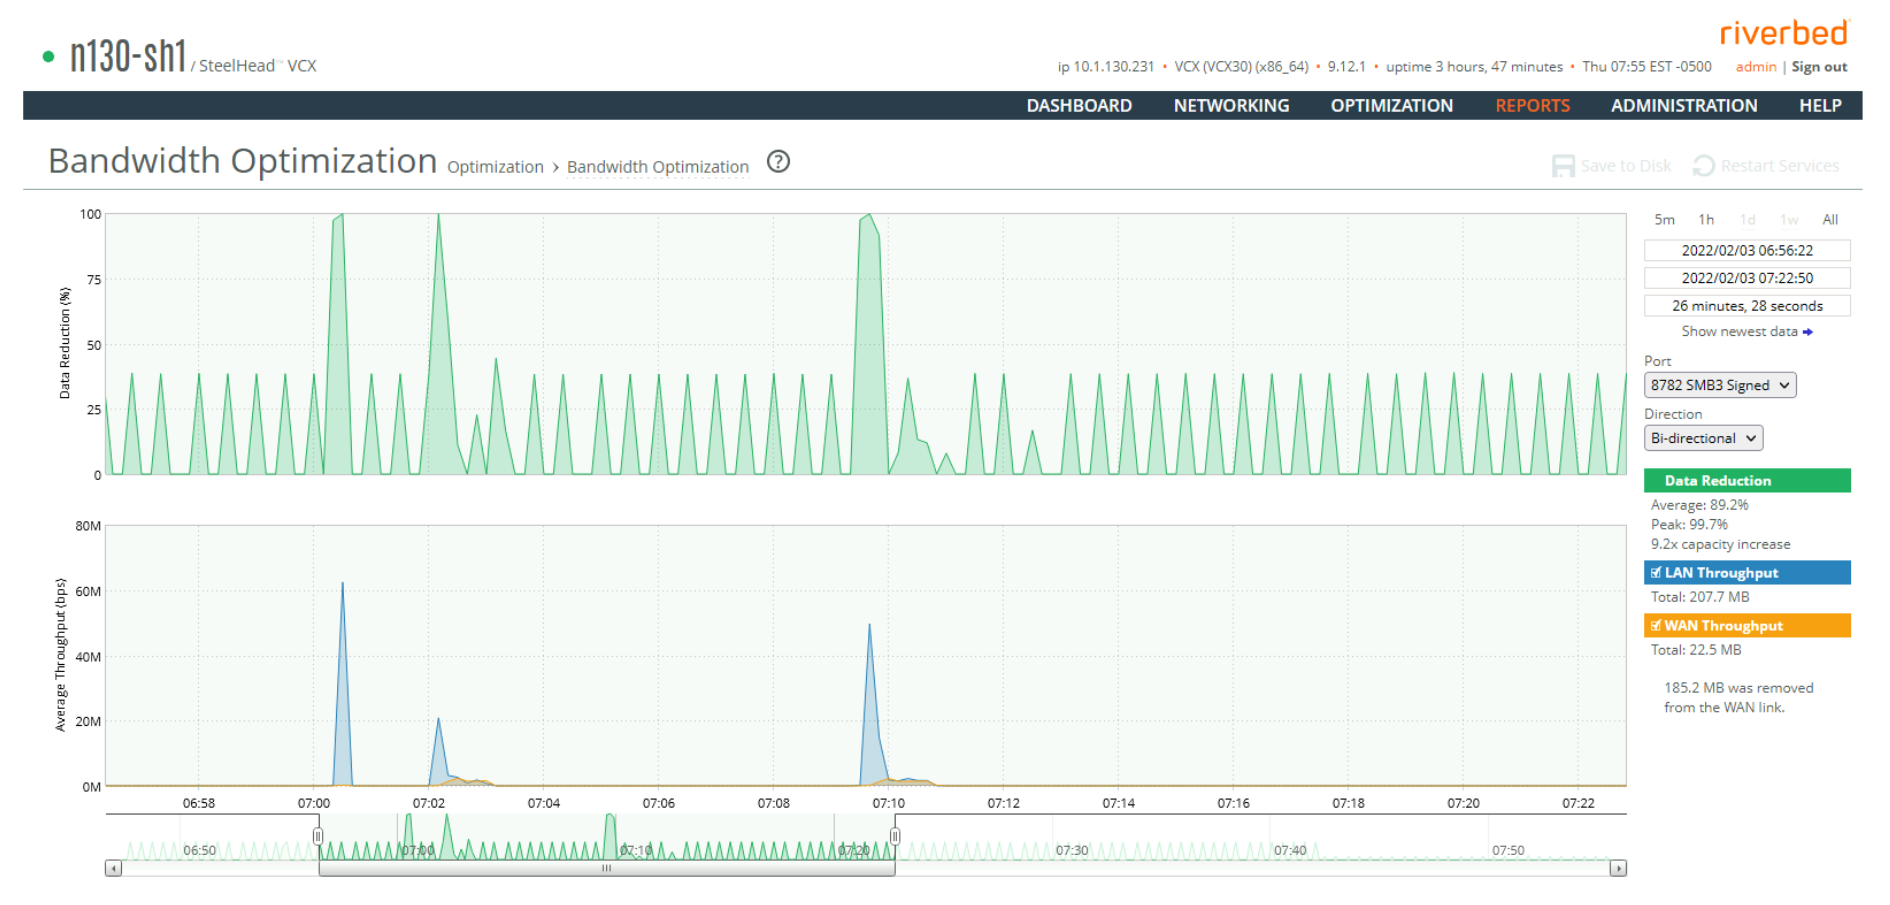 riverbed
n130-sh1 / SteelHead™ VCX
ip 10.1.130.231 • VCX (VCX30) (x86_64) • 9.12.1 • uptime 3 hours, 47 minutes • Thu 07:55 EST -0500 admin | Sign out
DASHBOARD NETWORKING OPTIMIZATION REPORTS ADMINISTRATION HELP
Bandwidth Optimization Optimization › Bandwidth Optimization ?
Save to Disk Restart Services
100
75
50
25
0
Data Reduction (%)
80M
60M
40M
20M
0M
Average Throughput (bps)
06:58 07:00 07:02 07:04 07:06 07:08 07:10 07:12 07:14 07:16 07:18 07:20 07:22
06:50 07:00 07:10 07:20 07:30 07:40 07:50
5m 1h 1d 1w All
2022/02/03 06:56:22
2022/02/03 07:22:50
26 minutes, 28 seconds
Show newest data
Port
8782 SMB3 Signed
Direction
Bi-directional
Data Reduction
Average: 89.2%
Peak: 99.7%
9.2x capacity increase
LAN Throughput
Total: 207.7 MB
WAN Throughput
Total: 22.5 MB
185.2 MB was removed
from the WAN link.